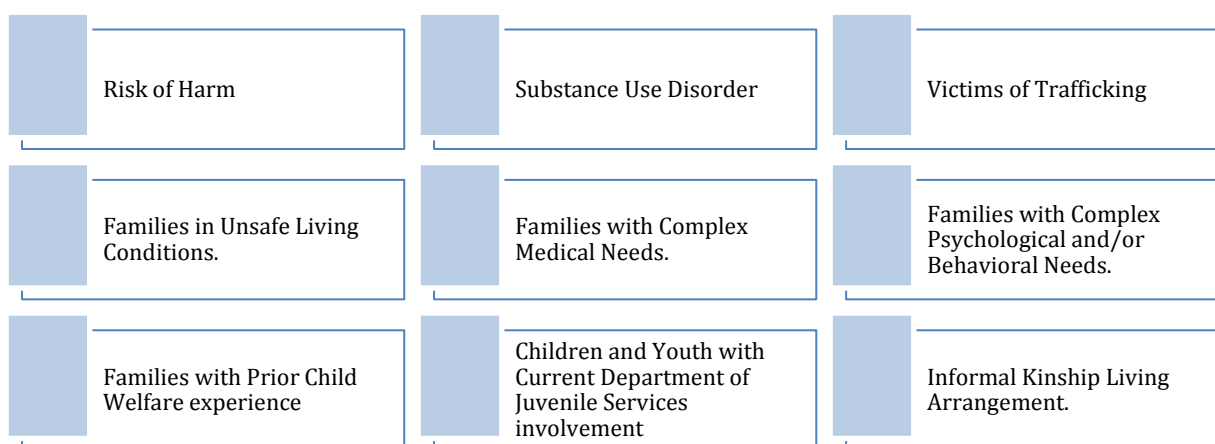 Risk of Harm
Substance Use Disorder
Victims of Trafficking
Families in Unsafe Living
Conditions.
Families with Complex
Medical Needs.
Families with Complex
Psychological and/or
Behavioral Needs.
Families with Prior Child
Welfare experience
Children and Youth with
Current Department of
Juvenile Services
involvement
Informal Kinship Living
Arrangement.